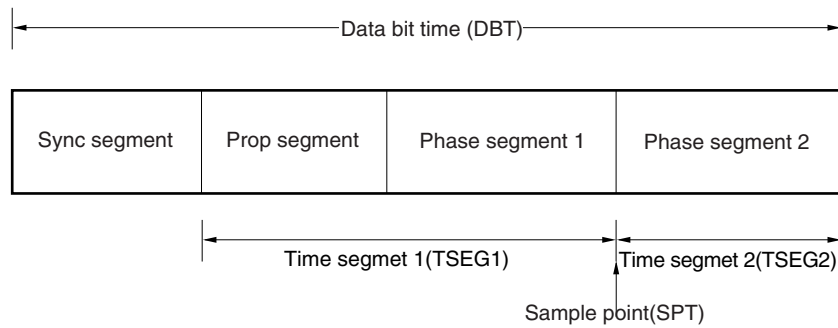 Data bit time (DBT)
Sync segment Prop segment Phase segment 1 Phase segment 2
Time segmet 1(TSEG1) Time segmet 2(TSEG2)
Sample point(SPT)